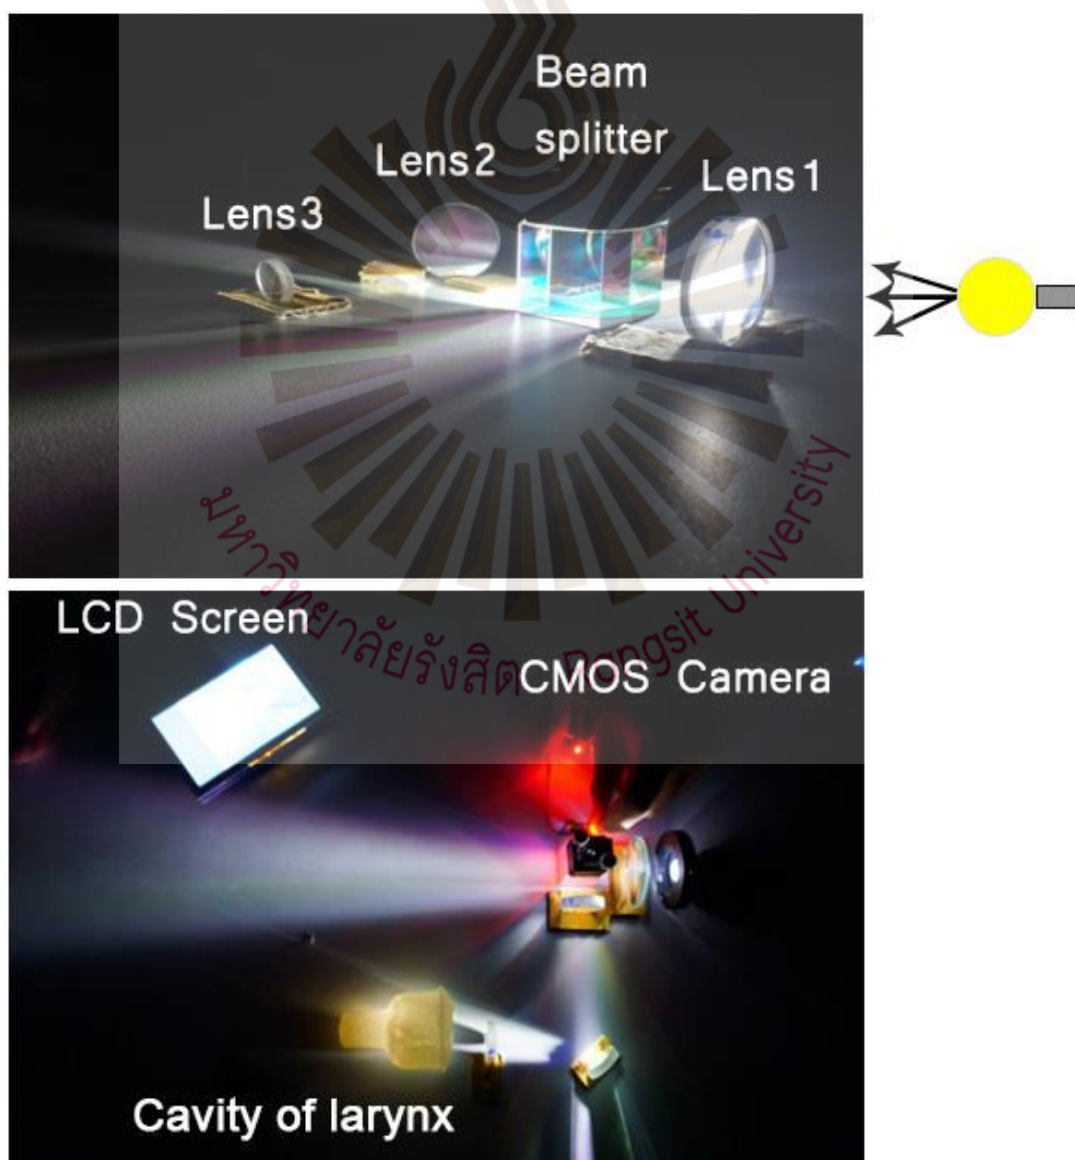 Beam
splitter
Lens2
Lens1
Lens3
มหาวิทยาลัยรังสิต Rangsit University
LCD Screen
CMOS Camera
Cavity of larynx